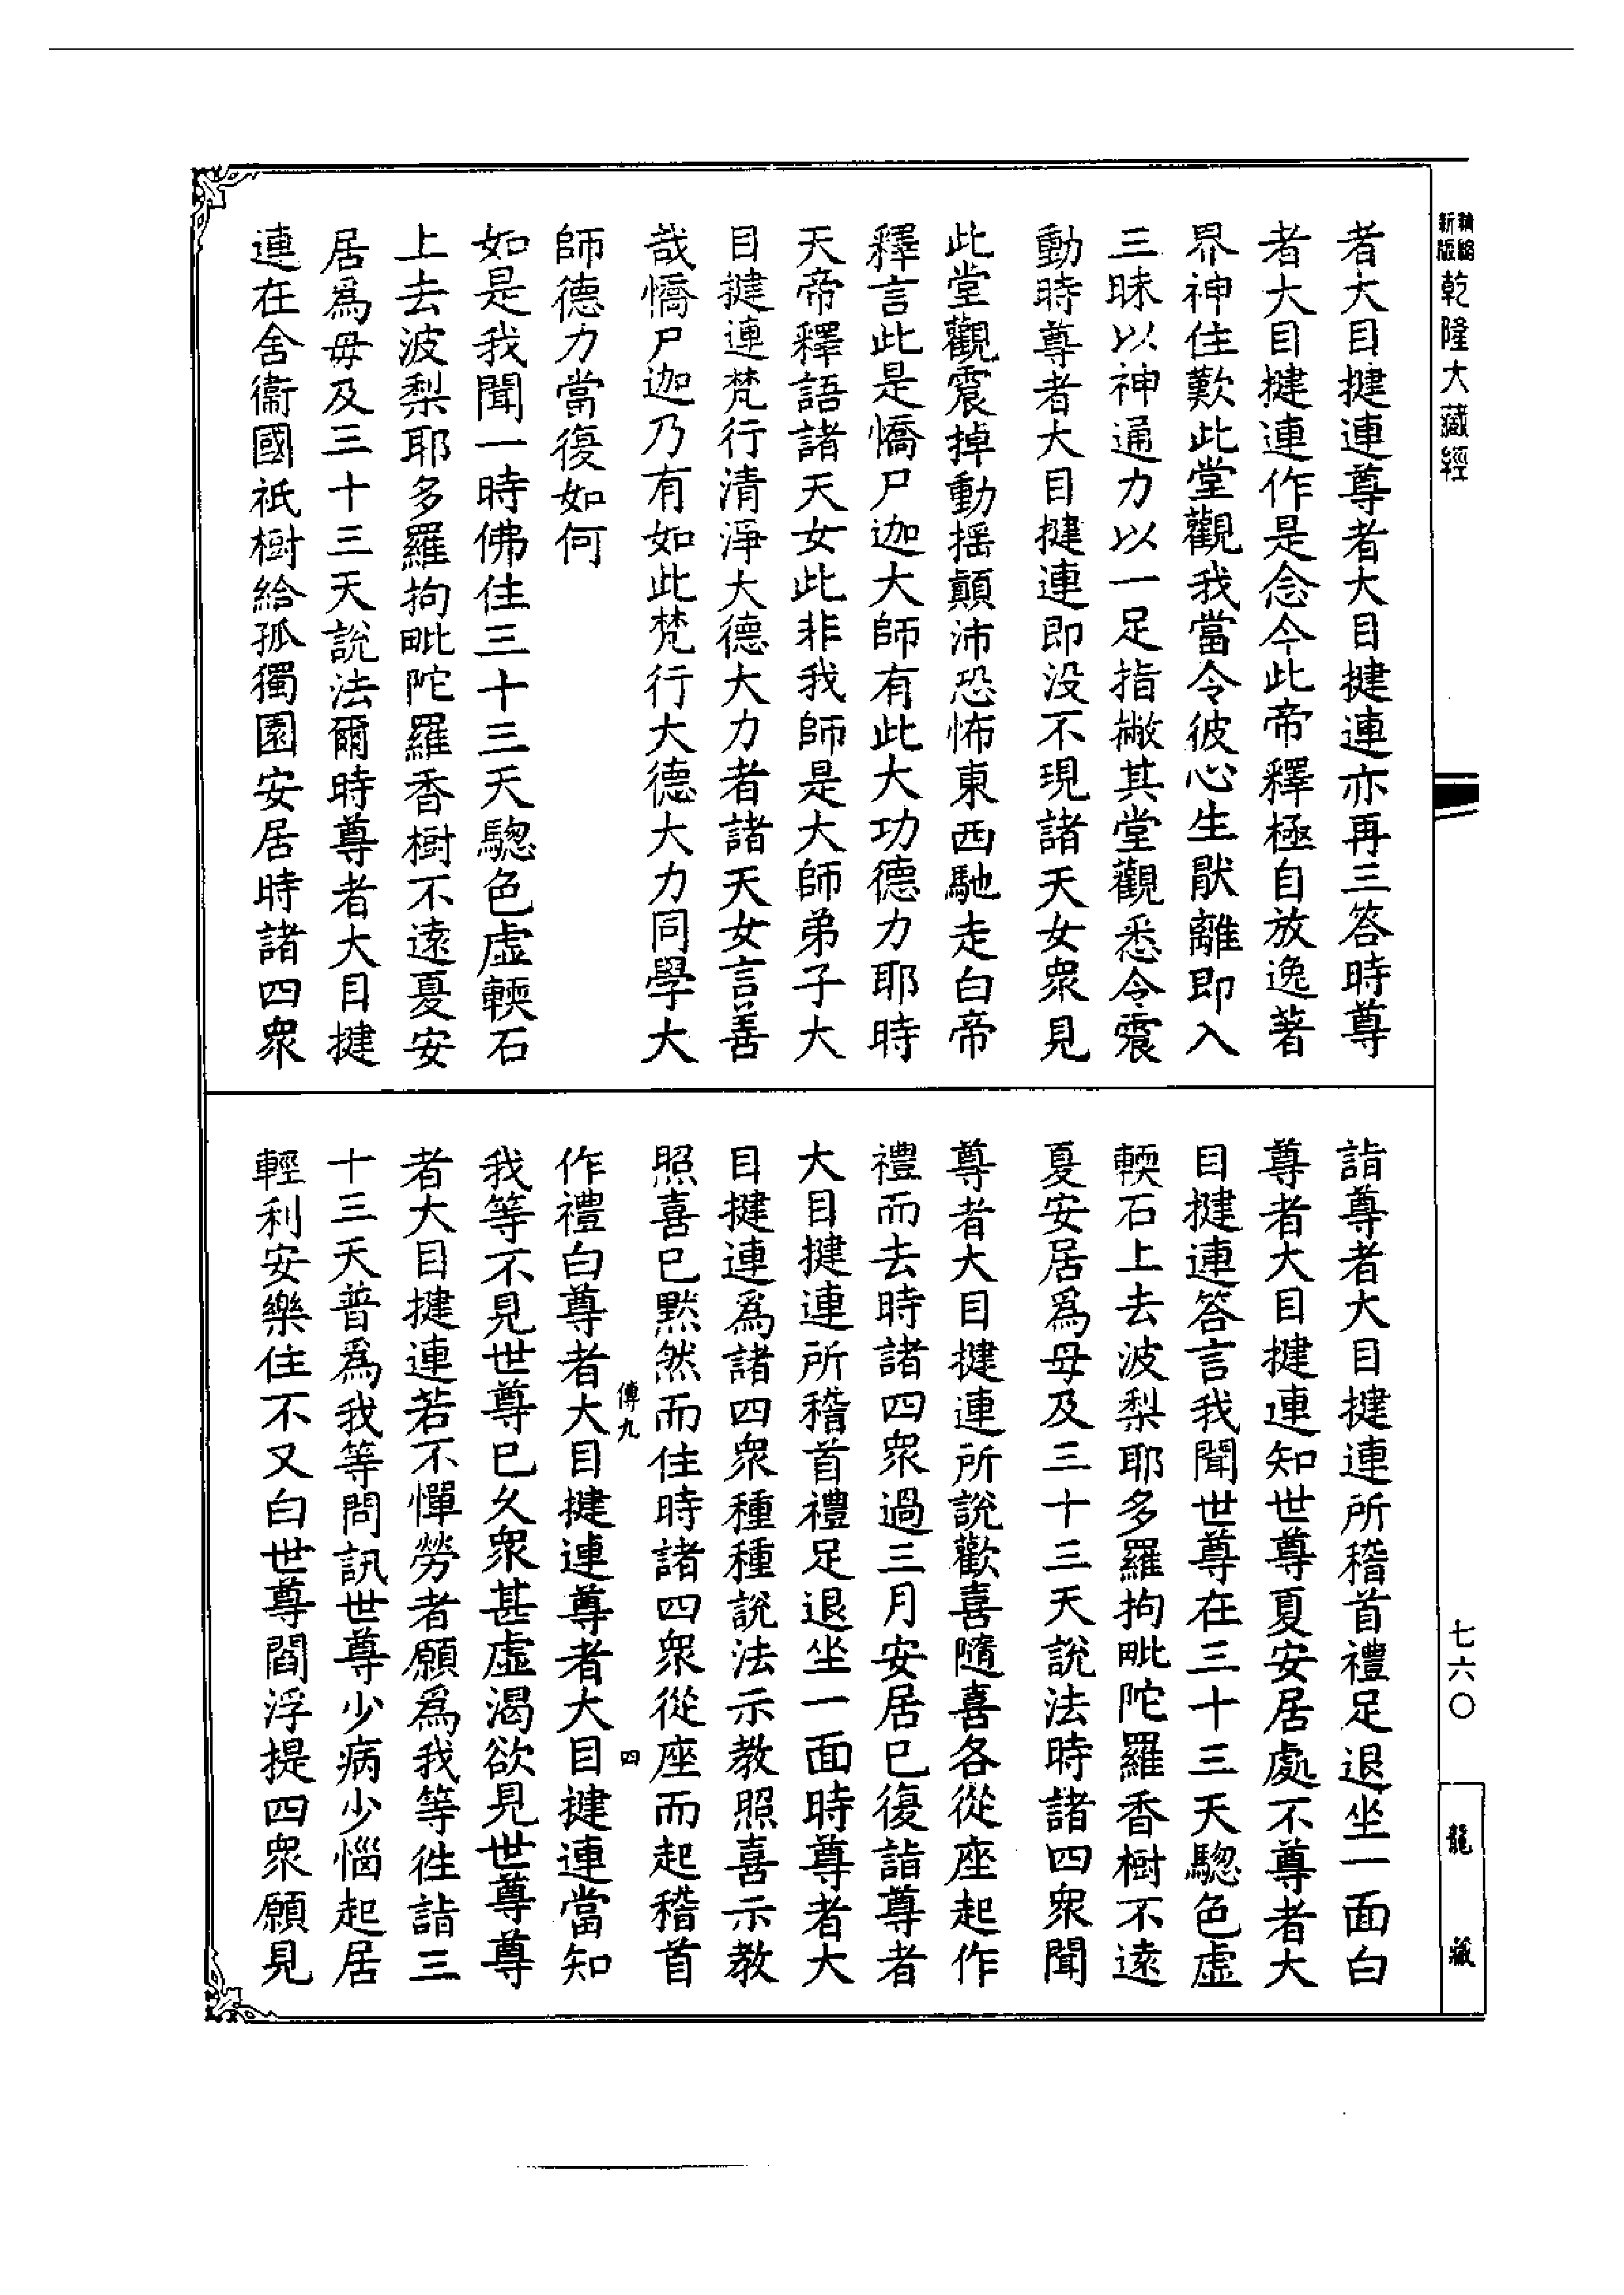 新版精縮乾隆大藏經
者大目揵連尊者大目揵連亦再三答時尊
者大目揵連作是念今此帝釋極自放逸著
界神住歎此堂觀我當令彼心生厭離即入
三昧以神通力以一足指撇其堂觀悉令震
動時尊者大目揵連即没不現諸天女衆見
此堂觀震掉動搖顛沛恐怖東西馳走白帝
釋言此是憍尸迦大師有此大功德力耶時
天帝釋語諸天女此非我師是大師弟子大
目揵連梵行清淨大德大力者諸天女言善
哉憍尸迦乃有如此梵行大德大力同學大
師德力當復如何
如是我聞一時佛住三十三天驄色虛輭石
上去波梨耶多羅拘毗陀羅香樹不遠夏安
居爲母及三十三天說法爾時尊者大目揵
連在舍衞國祇樹給孤獨園安居時諸四衆
詣尊者大目揵連所稽首禮足退坐一面白
尊者大目揵連知世尊夏安居處不尊者大
目揵連答言我聞世尊在三十三天驄色虛
輭石上去波梨耶多羅拘毗陀羅香樹不遠
夏安居爲母及三十三天說法時諸四衆聞
尊者大目揵連所說歡喜隨喜各從座起作
禮而去時諸四衆過三月安居已復詣尊者
大目揵連所稽首禮足退坐一面時尊者大
目揵連爲諸四衆種種說法示教照喜示教
照喜已默然而住時諸四衆從座而起稽首
傳九 四
作禮白尊者大目揵連尊者大目揵連當知
我等不見世尊已久衆甚虛渴欲見世尊尊
者大目揵連若不憚勞者願爲我等往詣三
十三天普爲我等問訊世尊少病少惱起居
輕利安樂住不又白世尊閻浮提四衆願見
七六〇
龍藏